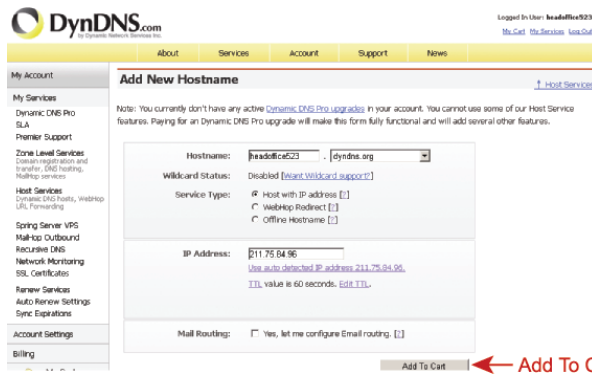 DynDNS.com
by Dynamic Network Services Inc.
Logged In User: headoffice523
My Cart My Services Log Out
About Services Account Support News
My Account
My Services
Dynamic DNS Pro
SLA
Premier Support
Zone Level Services
Domain registration and
transfer, DNS hosting,
MailHop services
Host Services
Dynamic DNS hosts, WebHop
URL Forwarding
Spring Server VPS
MailHop Outbound
Recursive DNS
Network Monitoring
SSL Certificates
Renew Services
Auto Renew Settings
Sync Expirations
Account Settings
Billing
Add New Hostname
Host Services
Note: You currently don't have any active Dynamic DNS Pro upgrades in your account. You cannot use some of our Host Service
features. Paying for an Dynamic DNS Pro upgrade will make this form fully functional and will add several other features.
Hostname: headoffice523 . dyndns.org
Wildcard Status: Disabled [Want Wildcard support?]
Service Type: Host with IP address [?]
WebHop Redirect [?]
Offline Hostname [?]
IP Address: 211.75.84.96
Use auto detected IP address 211.75.84.96.
TTL value is 60 seconds. Edit TTL.
Mail Routing: Yes, let me configure Email routing. [?]
Add To Cart
Add To